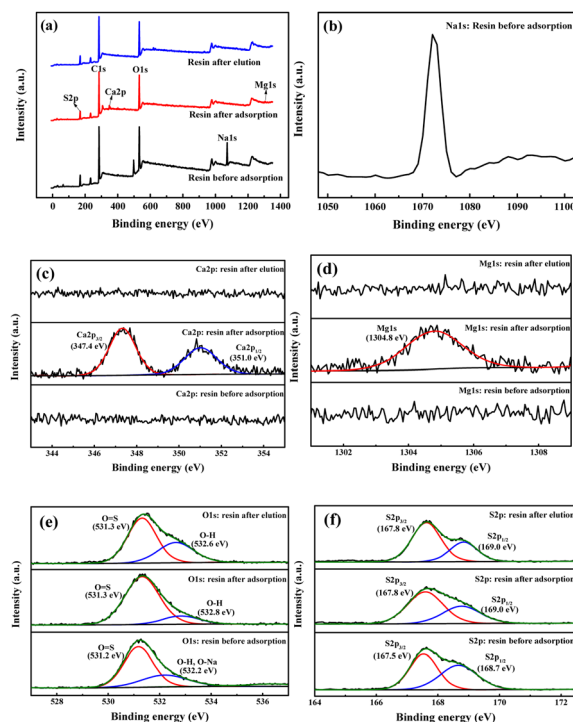 (a)
Resin after elution
C1s
O1s
Mg1s
S2p
Ca2p
Resin after adsorption
Na1s
Resin before adsorption
0 200 400 600 800 1000 1200 1400
Binding energy (eV)
Intensity (a.u.)
(b)
Na1s: Resin before adsorption
1050 1060 1070 1080 1090 1100
Binding energy (eV)
Intensity (a.u.)
(c)
Ca2p: resin after elution
Ca2p: resin after adsorption
Ca2p3/2
(347.4 eV)
Ca2p1/2
(351.0 eV)
Ca2p: resin before adsorption
344 346 348 350 352 354
Binding energy (eV)
Intensity (a.u.)
(d)
Mg1s: resin after elution
Mg1s
(1304.8 eV)
Mg1s: resin after adsorption
Mg1s: resin before adsorption
1302 1304 1306 1308
Binding energy (eV)
Intensity (a.u.)
(e)
O1s: resin after elution
O=S
(531.3 eV)
O-H
(532.6 eV)
O1s: resin after adsorption
O=S
(531.3 eV)
O-H
(532.8 eV)
O1s: resin before adsorption
O=S
(531.2 eV)
O-H, O-Na
(532.2 eV)
528 530 532 534 536
Binding energy (eV)
Intensity (a.u.)
(f)
S2p: resin after elution
S2p3/2
(167.8 eV)
S2p1/2
(169.0 eV)
S2p: resin after adsorption
S2p3/2
(167.8 eV)
S2p1/2
(169.0 eV)
S2p: resin before adsorption
S2p3/2
(167.5 eV)
S2p1/2
(168.7 eV)
164 166 168 170 172
Binding energy (eV)
Intensity (a.u.)